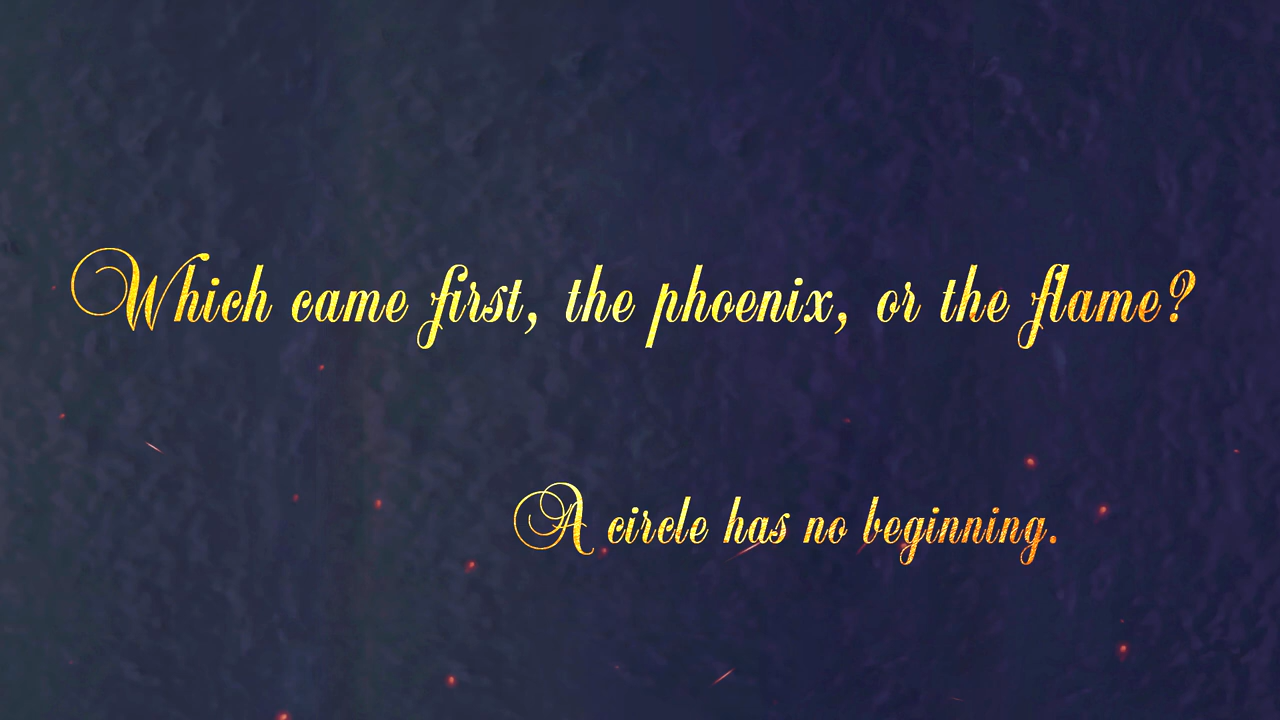 Which came first, the phoenix, or the flame?
A circle has no beginning.